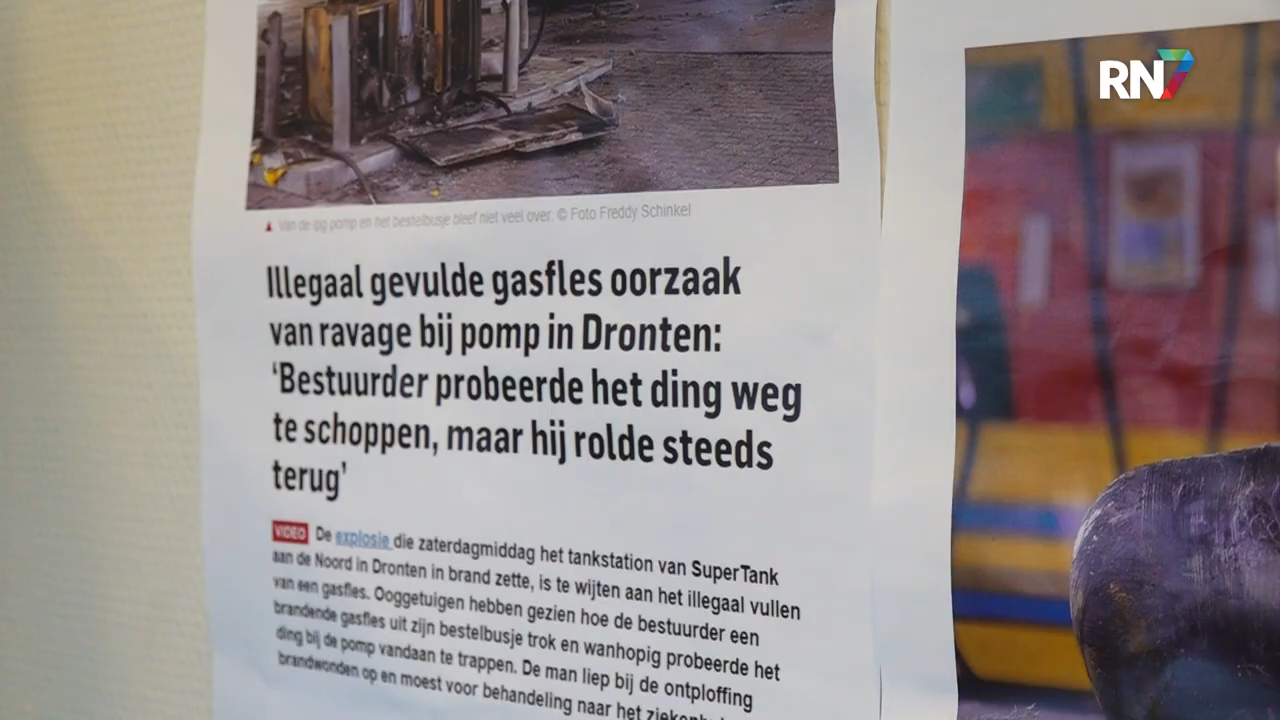 RN7
Van de lpg pomp en het bestelbusje bleef niet veel over. © Foto Freddy Schinkel
Illegaal gevulde gasfles oorzaak
van ravage bij pomp in Dronten:
‘Bestuurder probeerde het ding weg
te schoppen, maar hij rolde steeds
terug’
VIDEO De explosie die zaterdagmiddag het tankstation van SuperTank
aan de Noord in Dronten in brand zette, is te wijten aan het illegaal vullen
van een gasfles. Ooggetuigen hebben gezien hoe de bestuurder een
brandende gasfles uit zijn bestelbusje trok en wanhopig probeerde het
ding bij de pomp vandaan te trappen. De man liep bij de ontploffing
brandwonden op en moest voor behandeling naar het